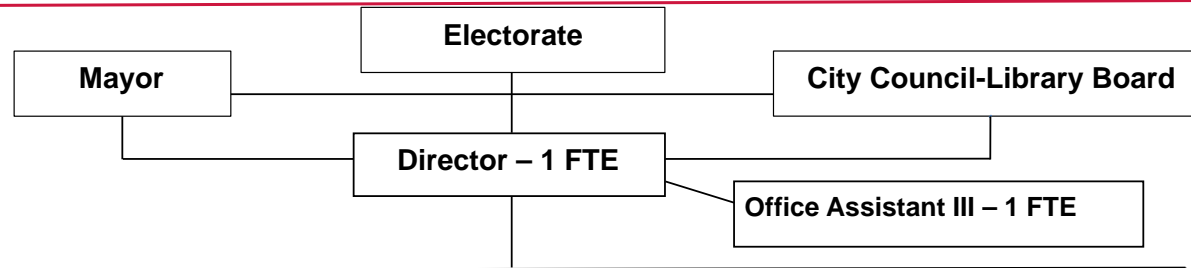 Electorate
Mayor
City Council-Library Board
Director – 1 FTE
Office Assistant III – 1 FTE